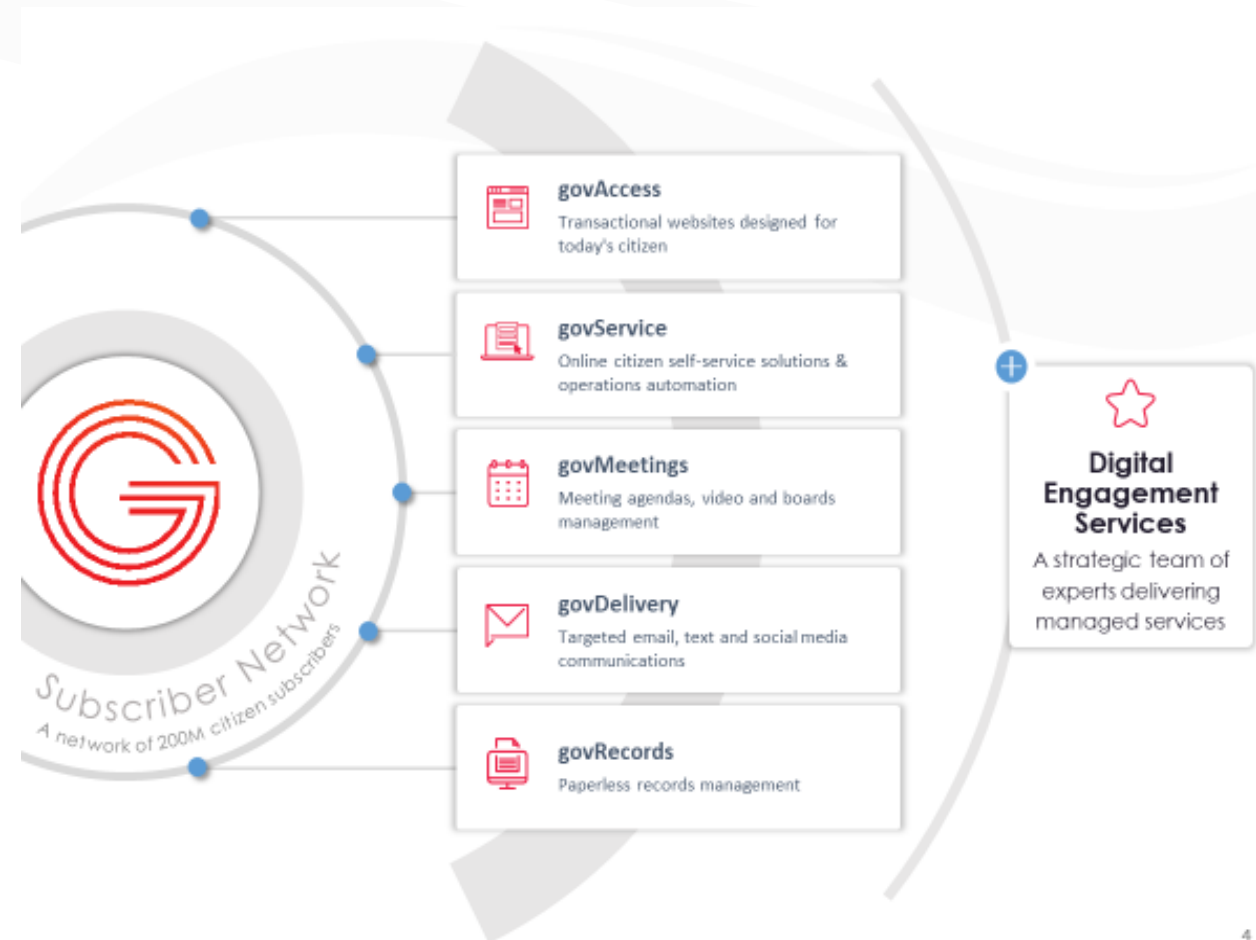 govAccess
Transactional websites designed for
today's citizen
govService
Online citizen self-service solutions &
operations automation
govMeetings
Meeting agendas, video and boards
management
govDelivery
Targeted email, text and social media
communications
govRecords
Paperless records management
Subscriber Network
A network of 200M citizen subscribers
Digital
Engagement
Services
A strategic team of
experts delivering
managed services
4